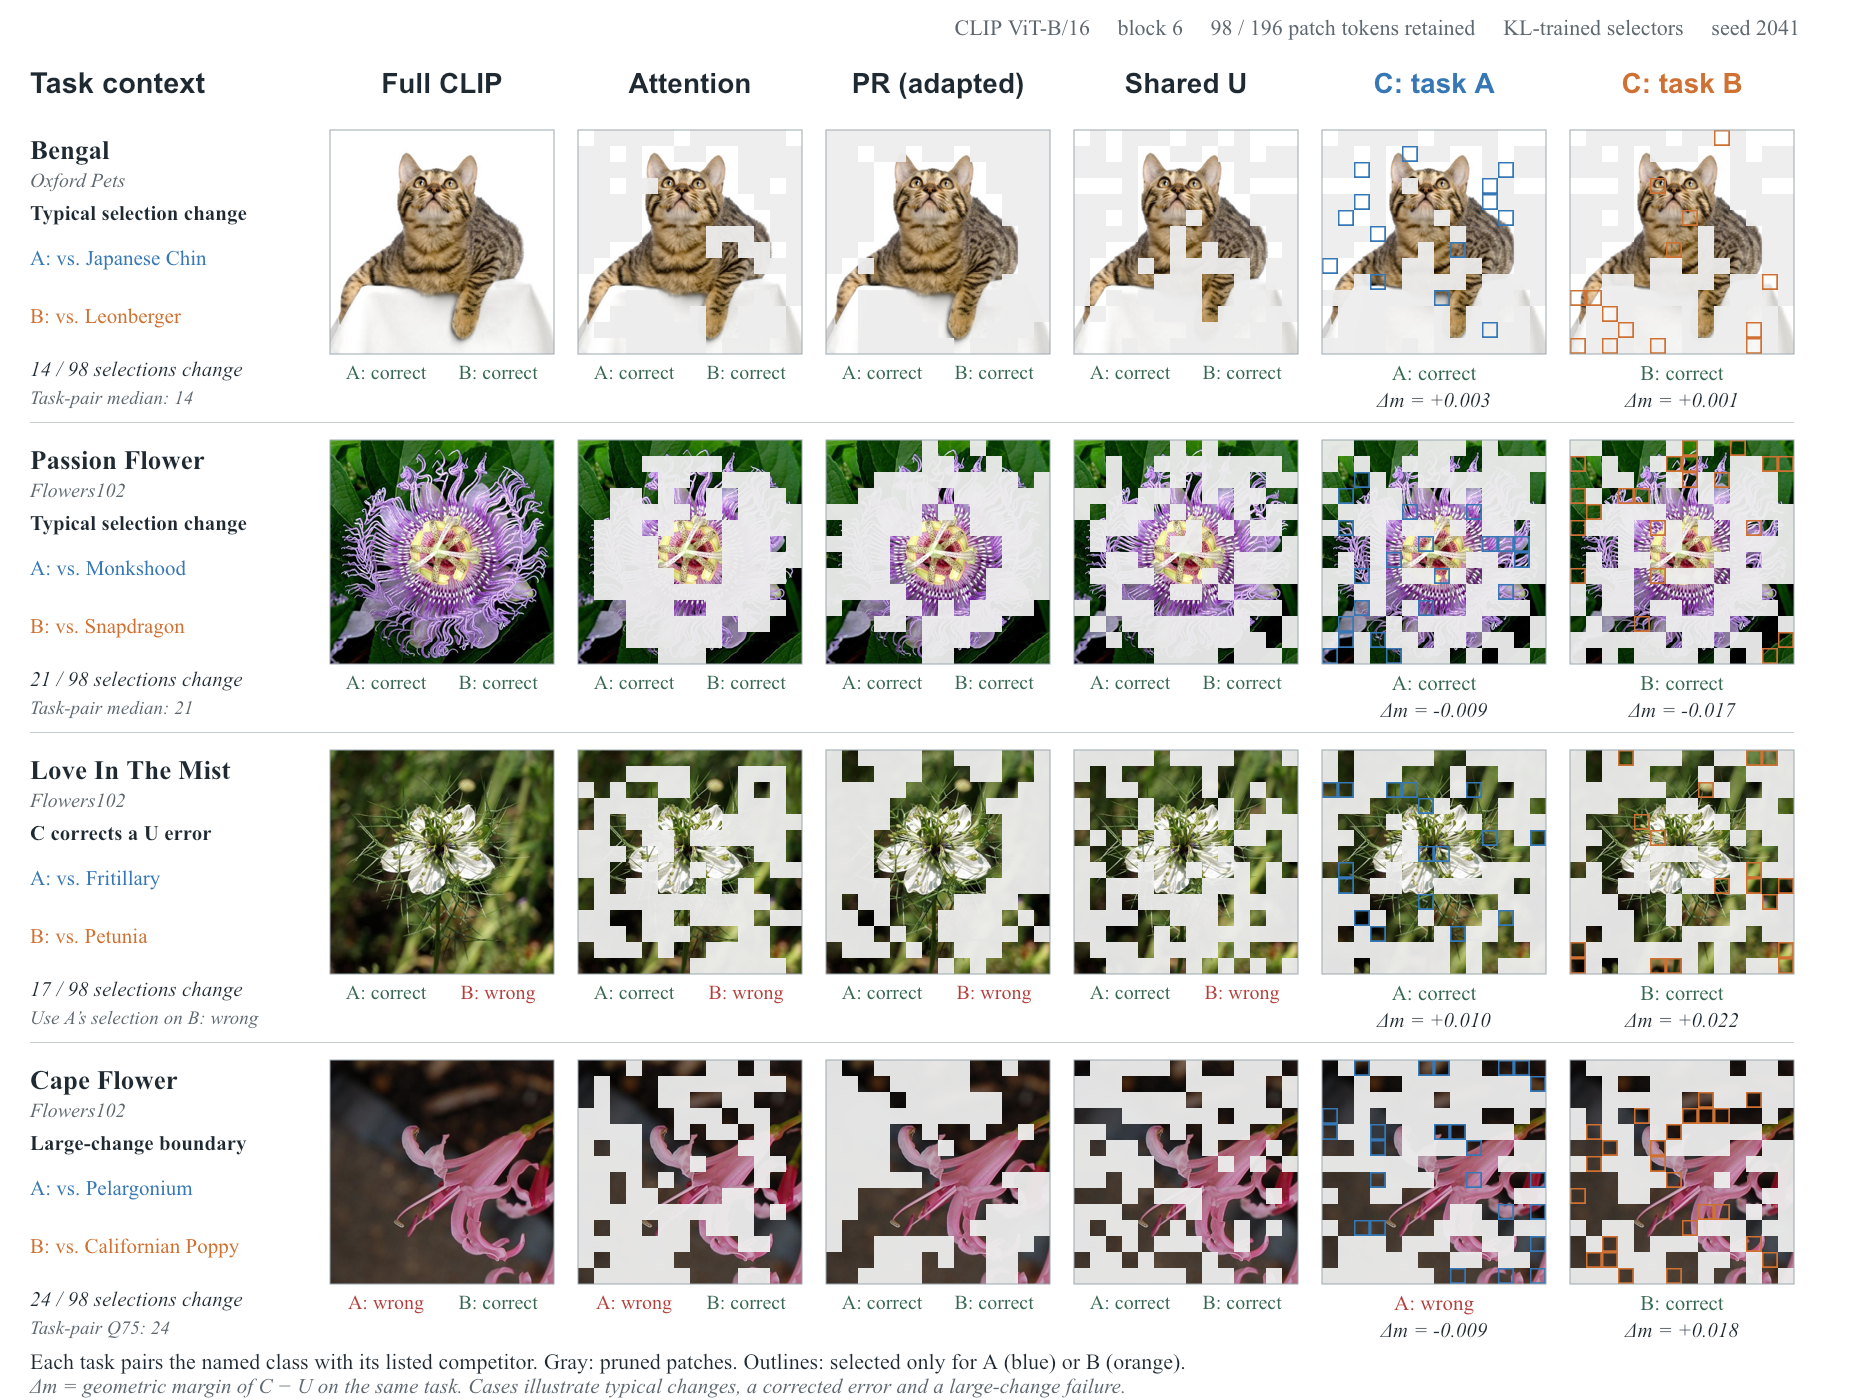 CLIP ViT-B/16 block 6 98 / 196 patch tokens retained KL-trained selectors seed 2041
Task context Full CLIP Attention PR (adapted) Shared U C: task A C: task B
Bengal
Oxford Pets
Typical selection change
A: vs. Japanese Chin
B: vs. Leonberger
14 / 98 selections change
Task-pair median: 14
A: correct B: correct A: correct B: correct A: correct B: correct A: correct B: correct A: correct B: correct
Δm = +0.003 Δm = +0.001
Passion Flower
Flowers102
Typical selection change
A: vs. Monkshood
B: vs. Snapdragon
21 / 98 selections change
Task-pair median: 21
A: correct B: correct A: correct B: correct A: correct B: correct A: correct B: correct A: correct B: correct
Δm = -0.009 Δm = -0.017
Love In The Mist
Flowers102
C corrects a U error
A: vs. Fritillary
B: vs. Petunia
17 / 98 selections change
Use A's selection on B: wrong
A: correct B: wrong A: correct B: wrong A: correct B: wrong A: correct B: wrong A: correct B: correct
Δm = +0.010 Δm = +0.022
Cape Flower
Flowers102
Large-change boundary
A: vs. Pelargonium
B: vs. Californian Poppy
24 / 98 selections change
Task-pair Q75: 24
A: wrong B: correct A: wrong B: correct A: correct B: correct A: correct B: correct A: wrong B: correct
Δm = -0.009 Δm = +0.018
Each task pairs the named class with its listed competitor. Gray: pruned patches. Outlines: selected only for A (blue) or B (orange).
Δm = geometric margin of C − U on the same task. Cases illustrate typical changes, a corrected error and a large-change failure.